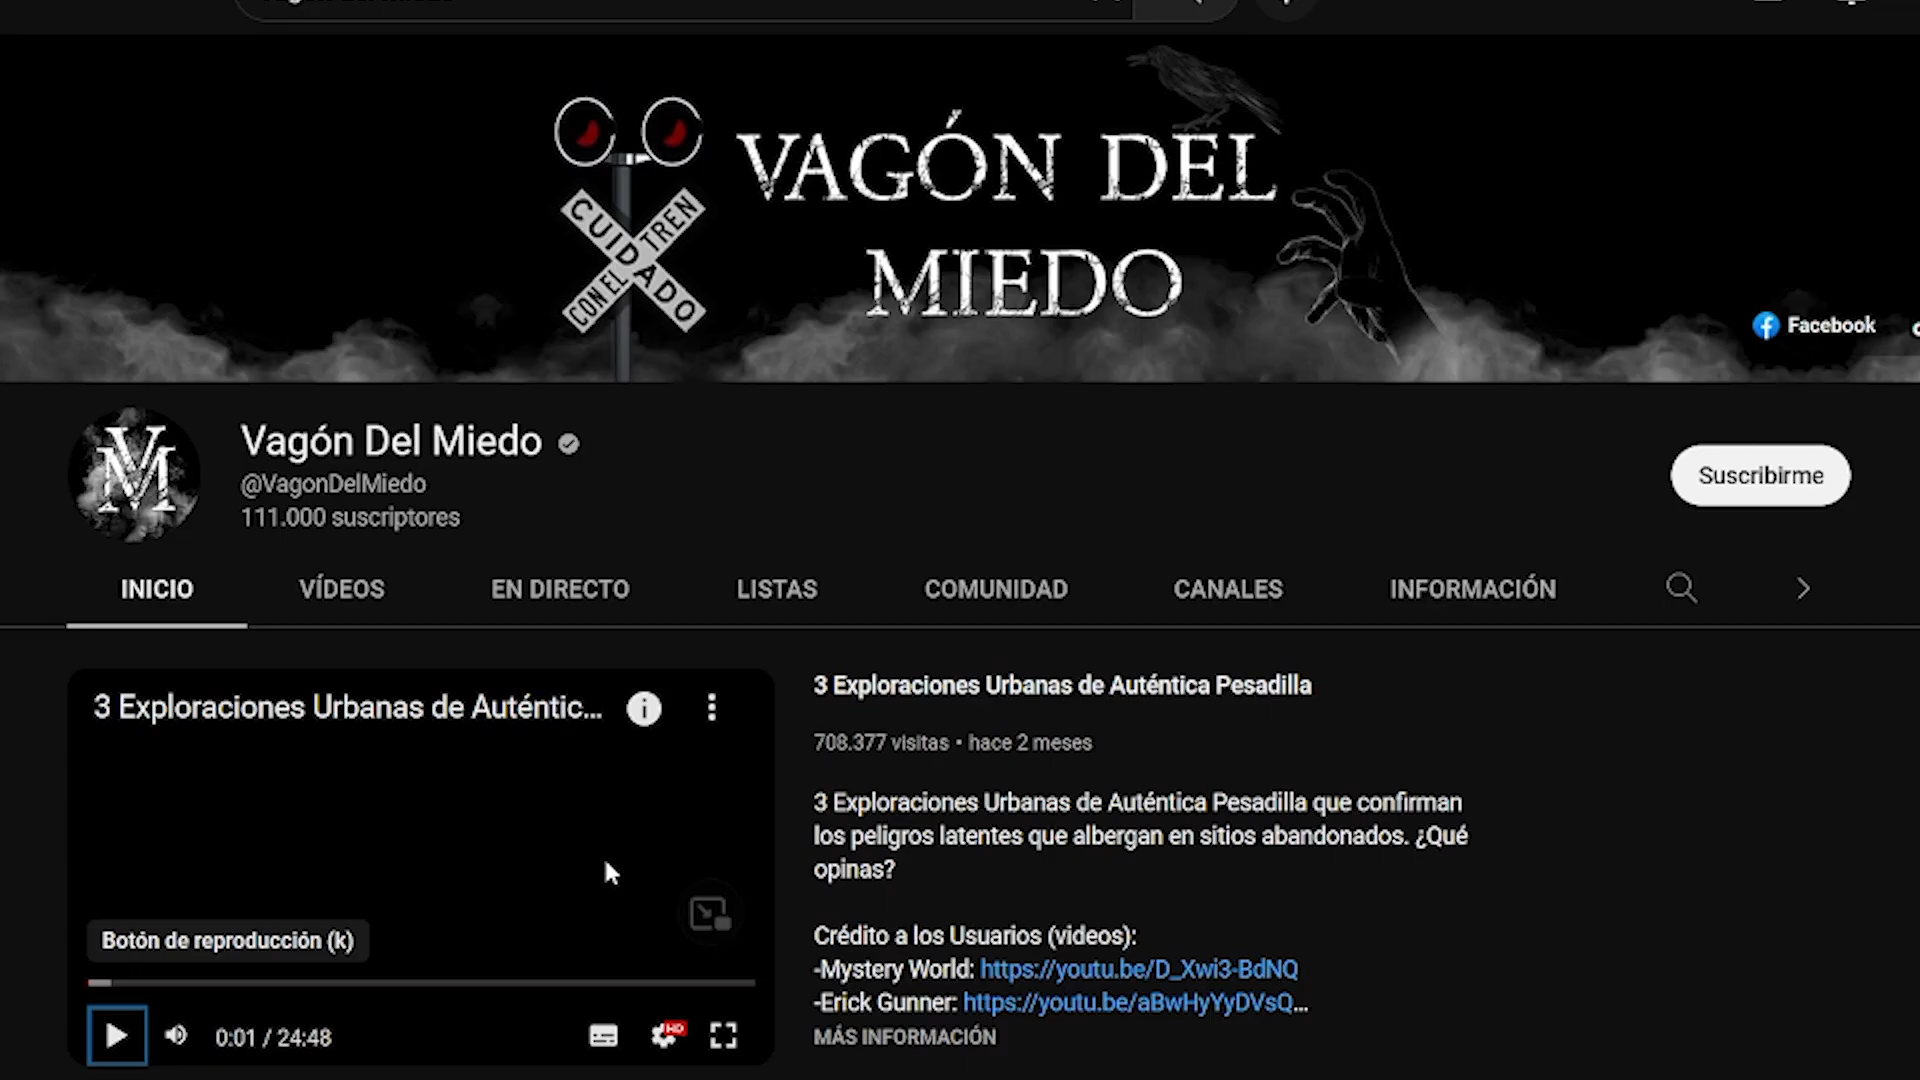 VAGÓN DEL
MIEDO
CUIDADO
CON EL TREN
Facebook
VM
Vagón Del Miedo
@VagonDelMiedo
111.000 suscriptores
Suscribirme
INICIO
VÍDEOS
EN DIRECTO
LISTAS
COMUNIDAD
CANALES
INFORMACIÓN
3 Exploraciones Urbanas de Auténtic...
Botón de reproducción (k)
0:01 / 24:48
HD
3 Exploraciones Urbanas de Auténtica Pesadilla
708.377 visitas • hace 2 meses
3 Exploraciones Urbanas de Auténtica Pesadilla que confirman
los peligros latentes que albergan en sitios abandonados. ¿Qué
opinas?
Crédito a los Usuarios (videos):
-Mystery World: https://youtu.be/D_Xwi3-BdNQ
-Erick Gunner: https://youtu.be/aBwHyYyDVsQ...
MÁS INFORMACIÓN